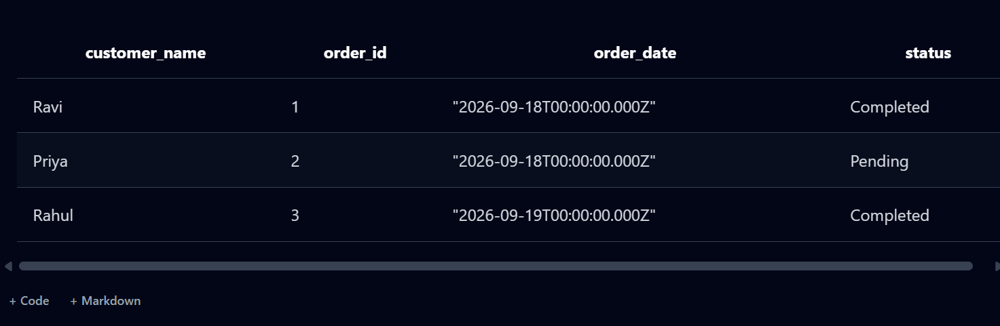 customer_name order_id order_date status
Ravi 1 "2026-09-18T00:00:00.000Z" Completed
Priya 2 "2026-09-18T00:00:00.000Z" Pending
Rahul 3 "2026-09-19T00:00:00.000Z" Completed
+ Code + Markdown